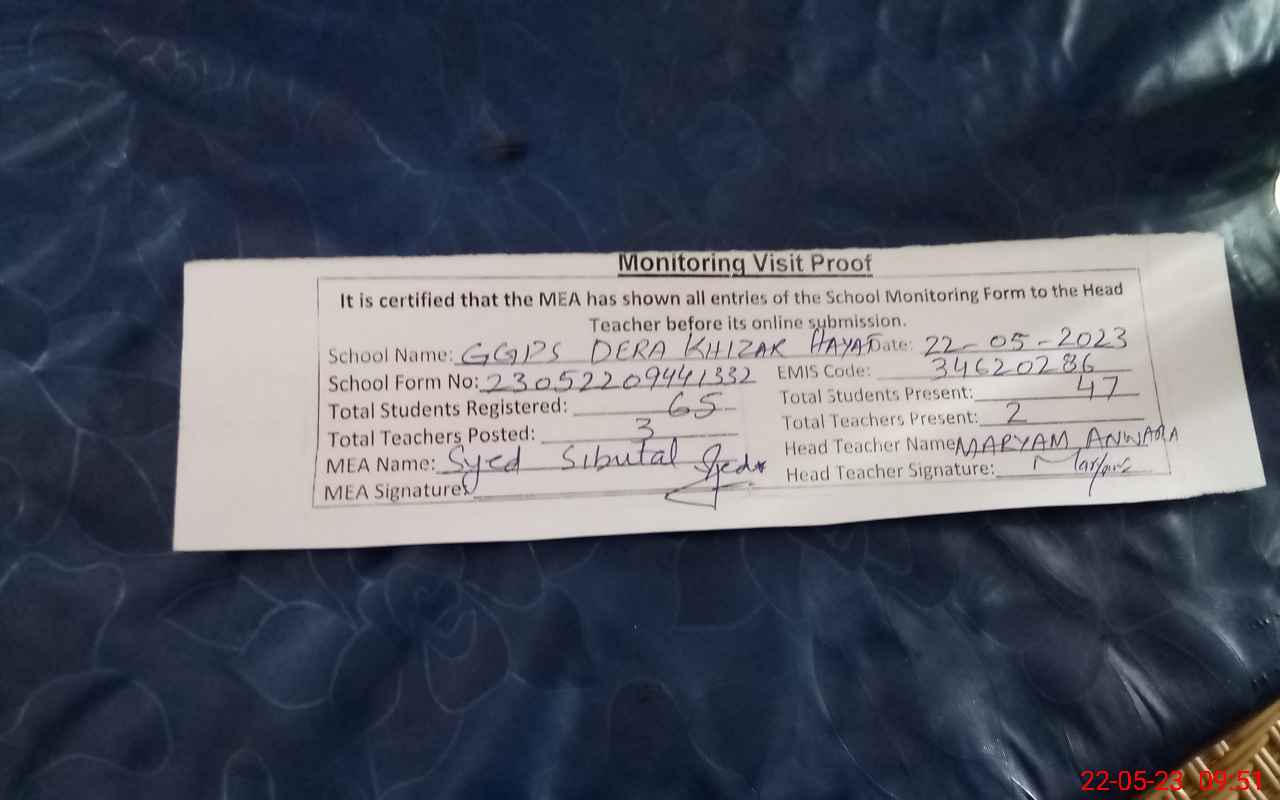 Monitoring Visit Proof
It is certified that the MEA has shown all entries of the School Monitoring Form to the Head
Teacher before its online submission.
School Name: GGPS DERA KHIZAR HAYAT Date: 22-05-2023
School Form No: 23052209441332 EMIS Code: 34620286
Total Students Registered: 65 Total Students Present: 47
Total Teachers Posted: 3 Total Teachers Present: 2
MEA Name: Syed Sibutal Head Teacher Name MARYAM ANWARA
MEA Signature: Head Teacher Signature:
22-05-23 09:51